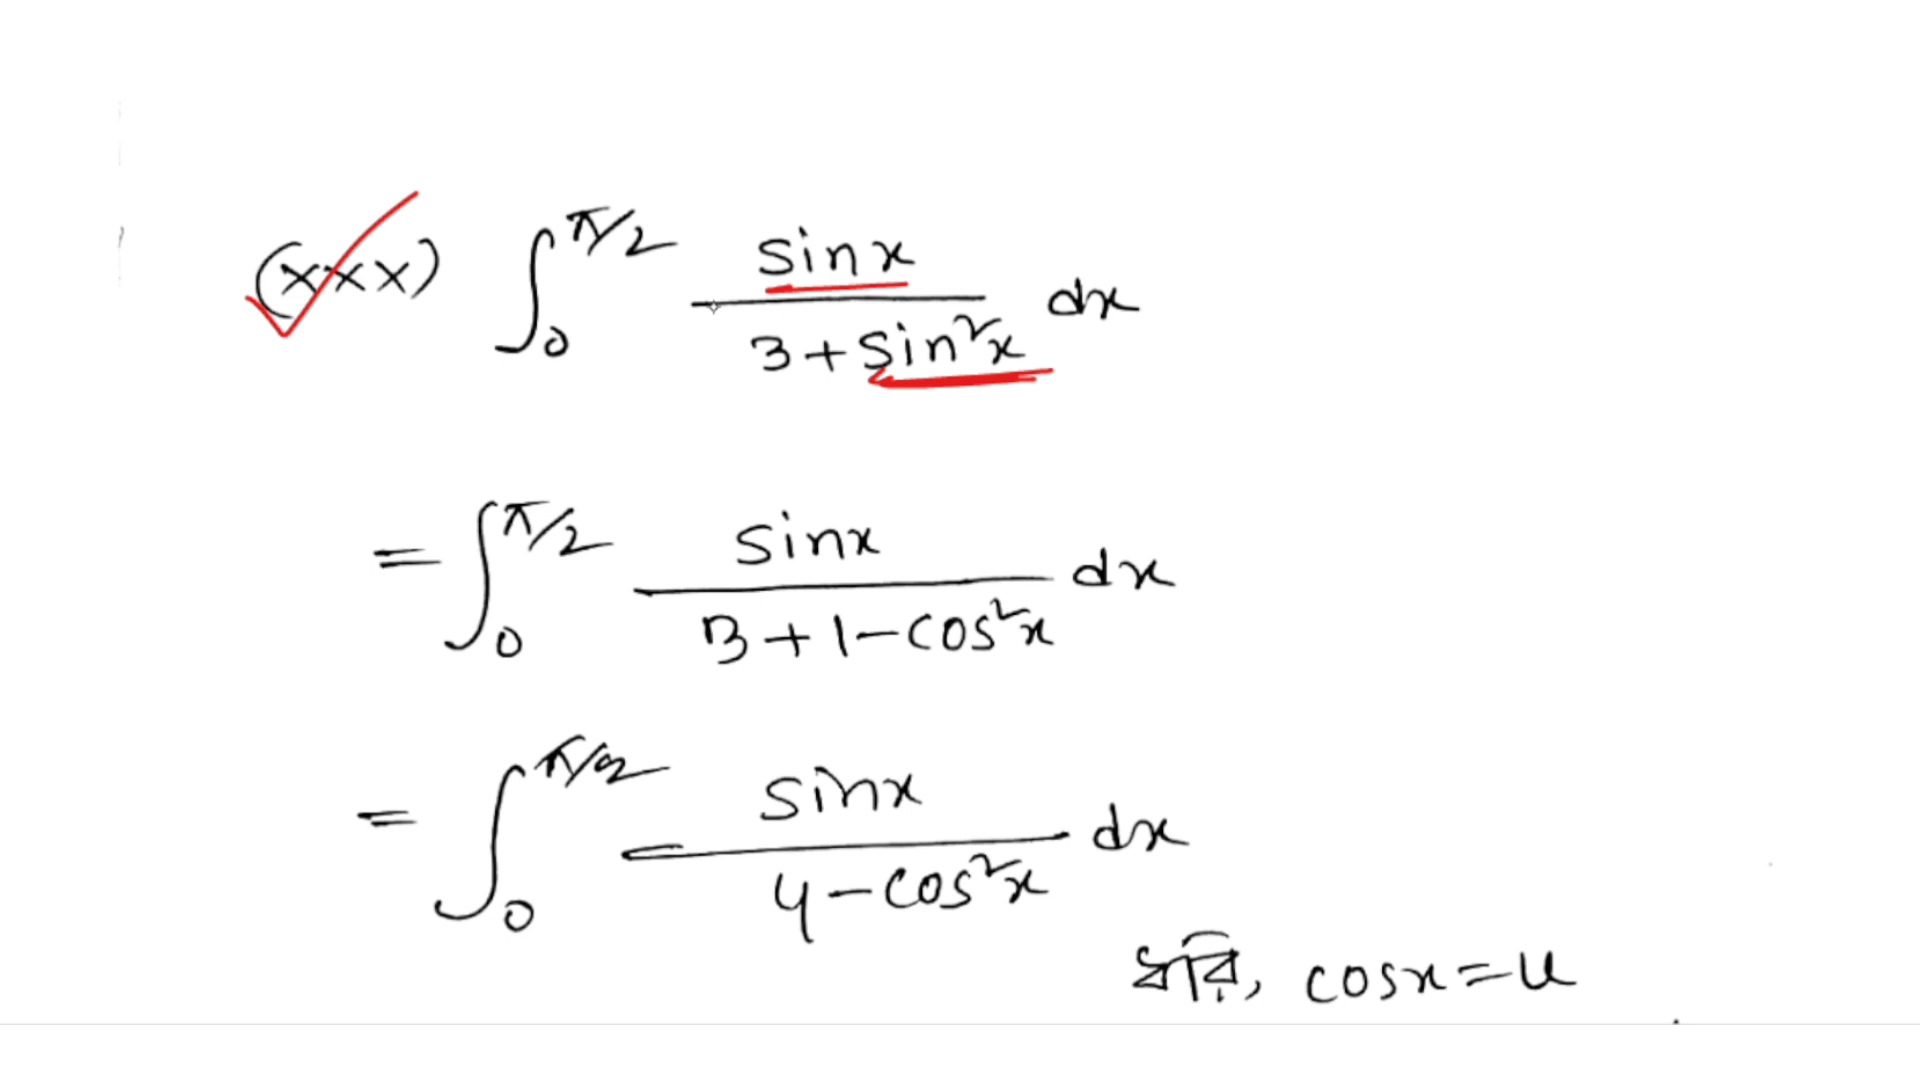 (xxx) ∫₀^{π/2} sinx / (3+sin²x) dx
= ∫₀^{π/2} sinx / (3+1-cos²x) dx
= ∫₀^{π/2} sinx / (4-cos²x) dx
ধরি, cosx=u